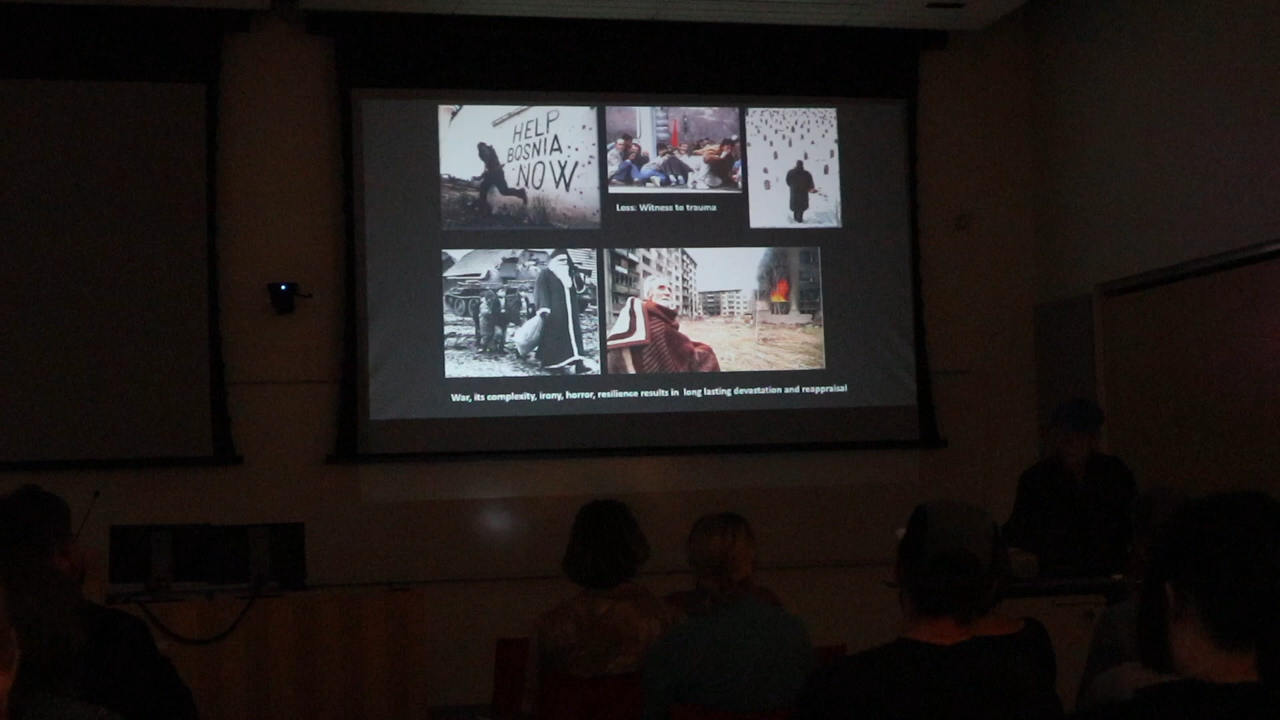 HELP
BOSNIA
NOW
Loss: Witness to trauma
War, its complexity, irony, horror, resilience results in long lasting devastation and reappraisal